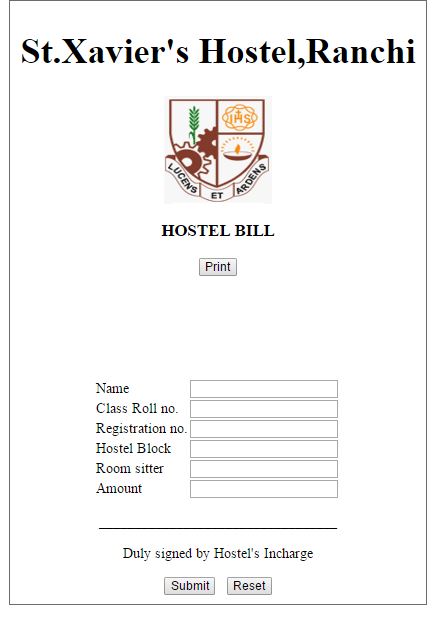 St.Xavier's Hostel,Ranchi
IHS
LUCENS ET ARDENS
HOSTEL BILL
Print
Name
Class Roll no.
Registration no.
Hostel Block
Room sitter
Amount
Duly signed by Hostel's Incharge
Submit Reset